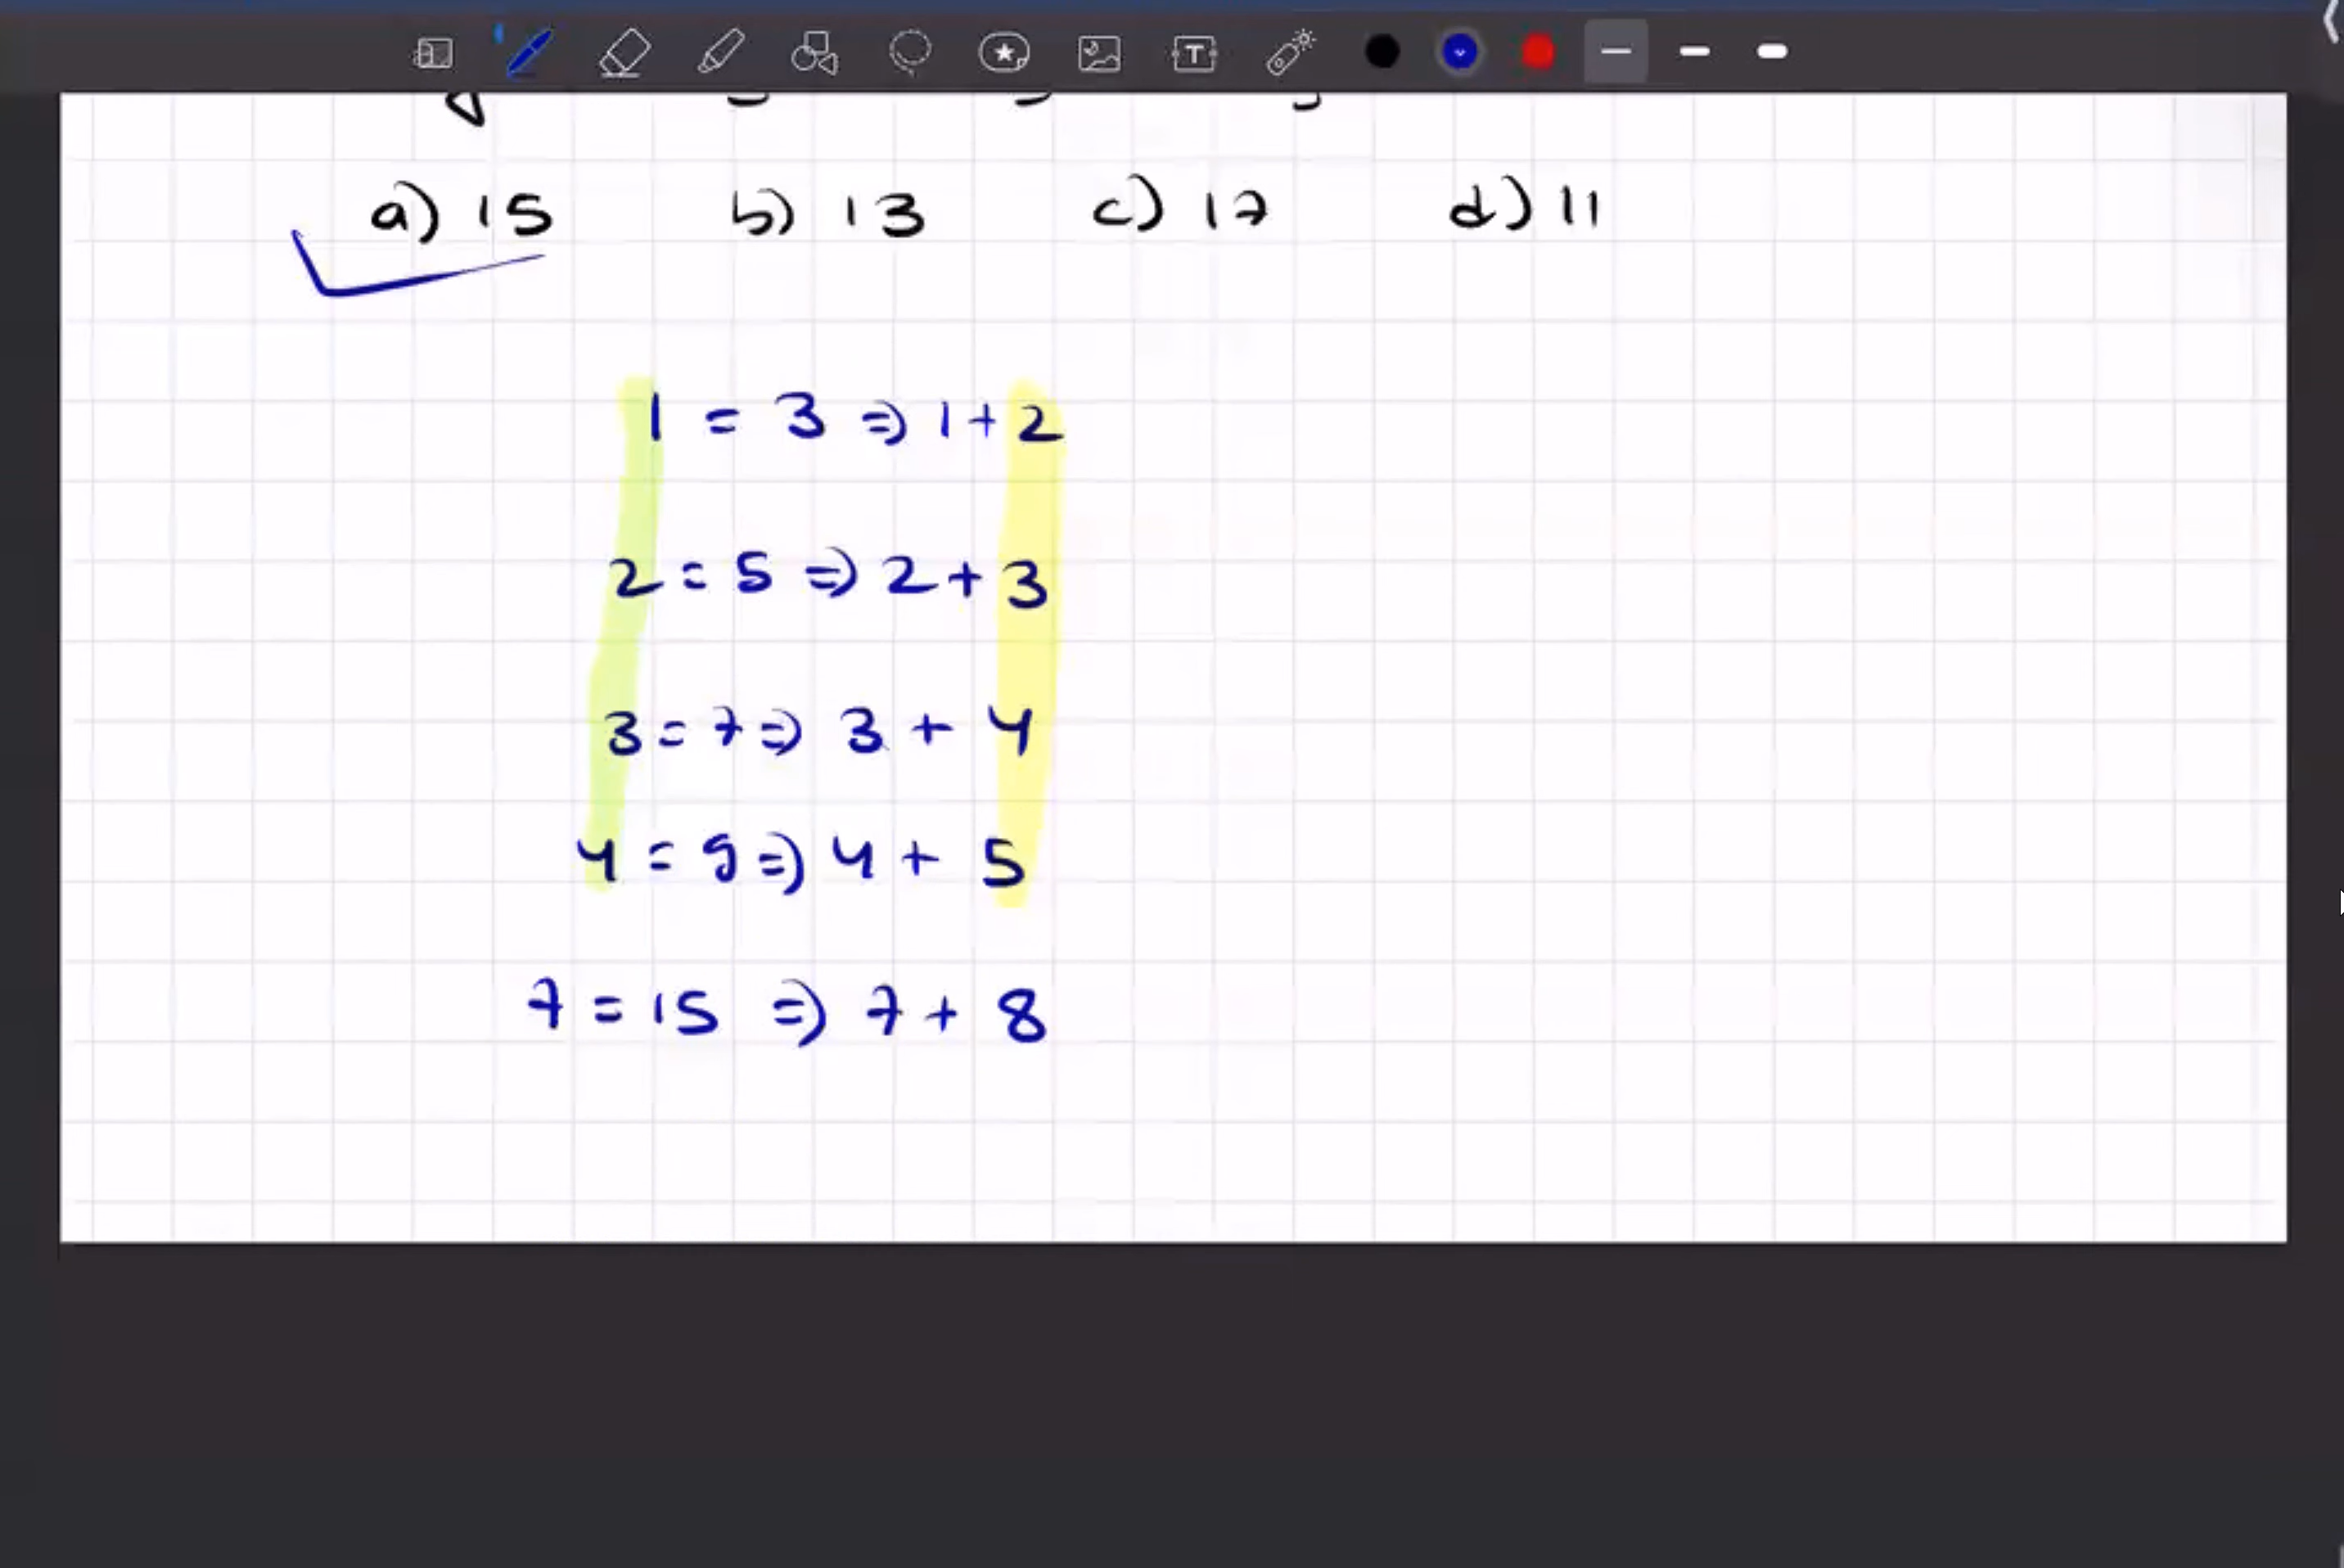 a) 15 b) 13 c) 17 d) 11
1 = 3 => 1 + 2
2 = 5 => 2 + 3
3 = 7 => 3 + 4
4 = 9 => 4 + 5
7 = 15 => 7 + 8